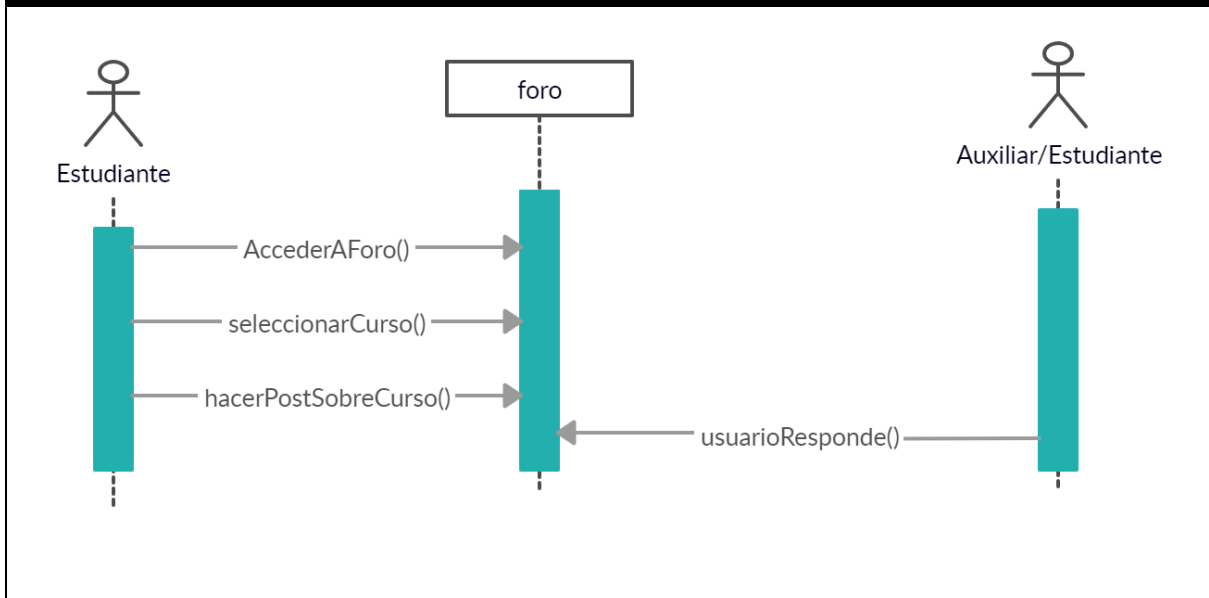 foro
Estudiante
Auxiliar/Estudiante
AccederAForo()
seleccionarCurso()
hacerPostSobreCurso()
usuarioResponde()